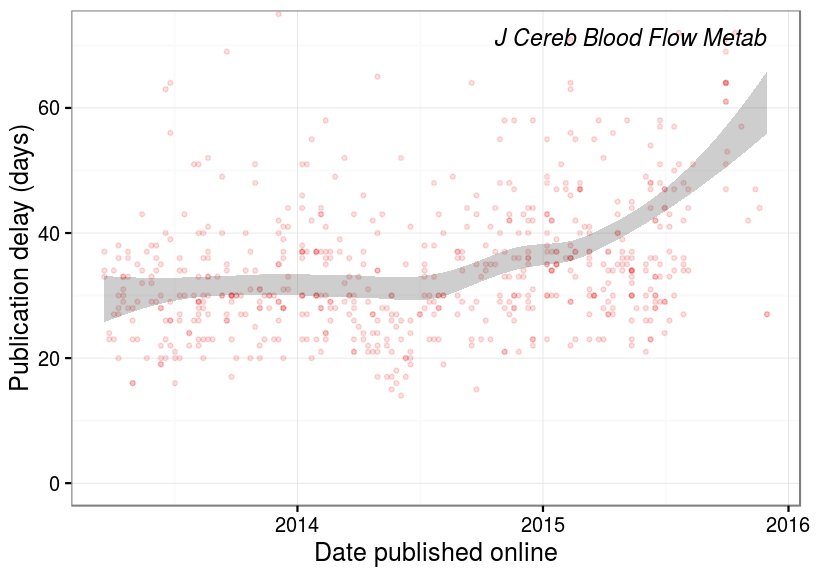 J Cereb Blood Flow Metab
Publication delay (days)
60
40
20
0
2014
2015
2016
Date published online